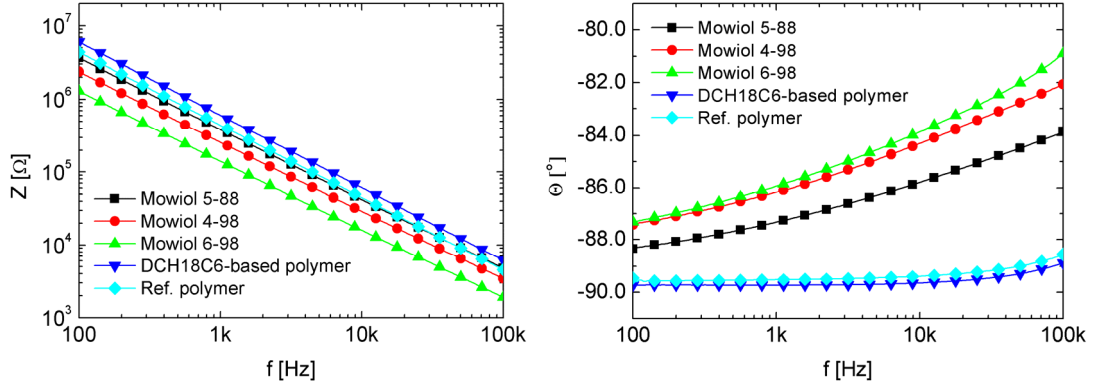 10^7
10^6
10^5
10^4
10^3
Z [Ω]
Mowiol 5-88
Mowiol 4-98
Mowiol 6-98
DCH18C6-based polymer
Ref. polymer
100 1k 10k 100k
f [Hz]
-80.0
-82.0
-84.0
-86.0
-88.0
-90.0
Θ [°]
Mowiol 5-88
Mowiol 4-98
Mowiol 6-98
DCH18C6-based polymer
Ref. polymer
100 1k 10k 100k
f [Hz]